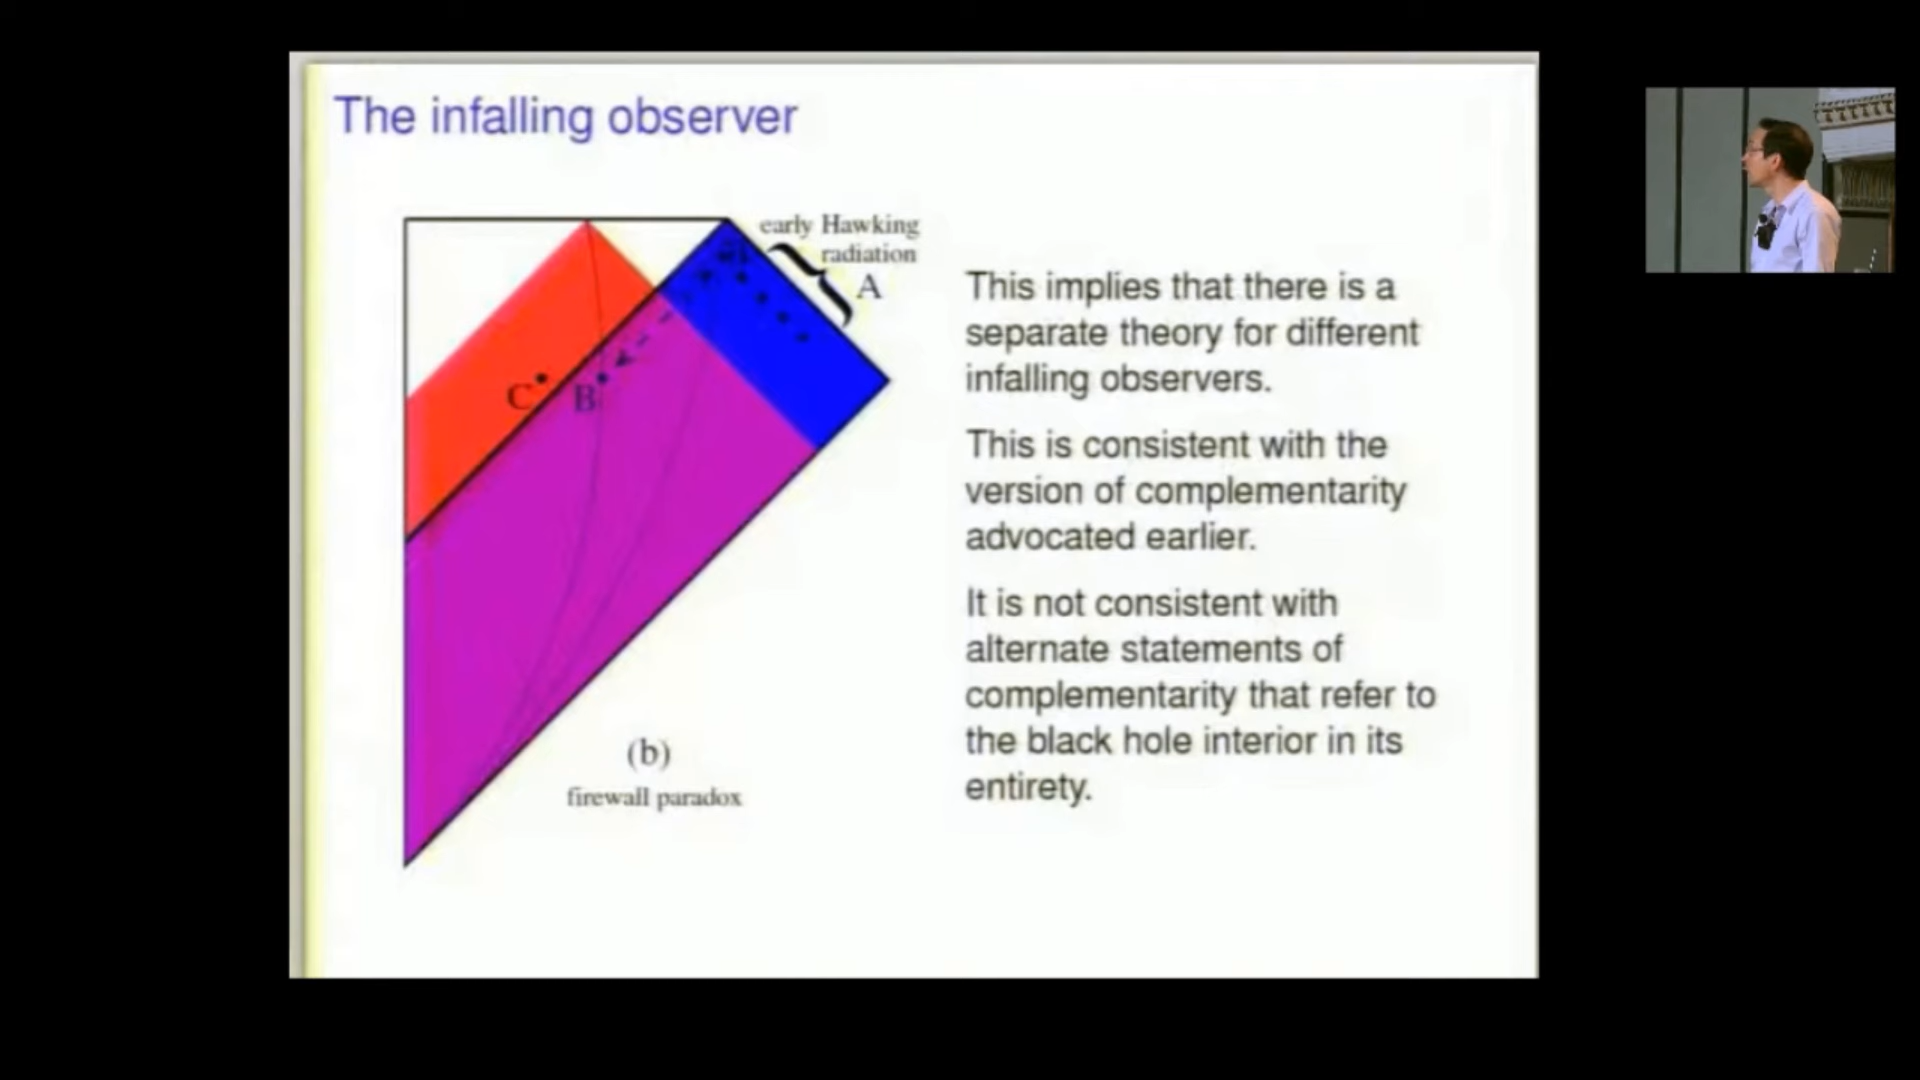 The infalling observer
early Hawking
radiation
A
C
B
This implies that there is a
separate theory for different
infalling observers.
This is consistent with the
version of complementarity
advocated earlier.
It is not consistent with
alternate statements of
complementarity that refer to
the black hole interior in its
entirety.
(b)
firewall paradox